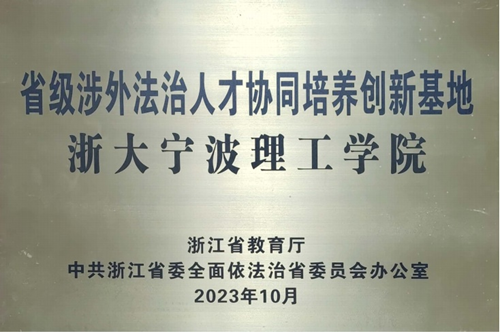 省级涉外法治人才协同培养创新基地
浙大宁波理工学院
浙江省教育厅
中共浙江省委全面依法治省委员会办公室
2023年10月